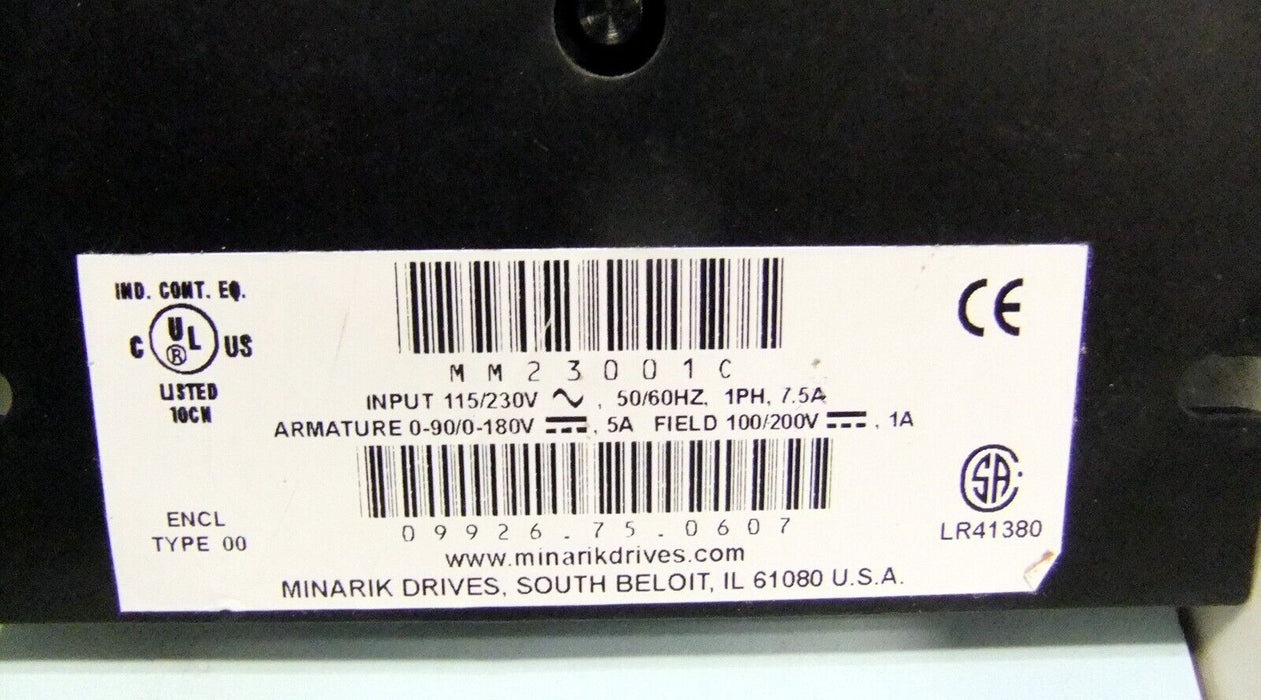 IND. CONT. EQ.
C UL ® US
LISTED
10CN
MM23001C
INPUT 115/230V ∿, 50/60HZ, 1PH, 7.5A
ARMATURE 0-90/0-180V ⎓, 5A FIELD 100/200V ⎓, 1A
09926.75.0607
www.minarikdrives.com
MINARIK DRIVES, SOUTH BELOIT, IL 61080 U.S.A.
ENCL
TYPE 00
CE
SA
LR41380